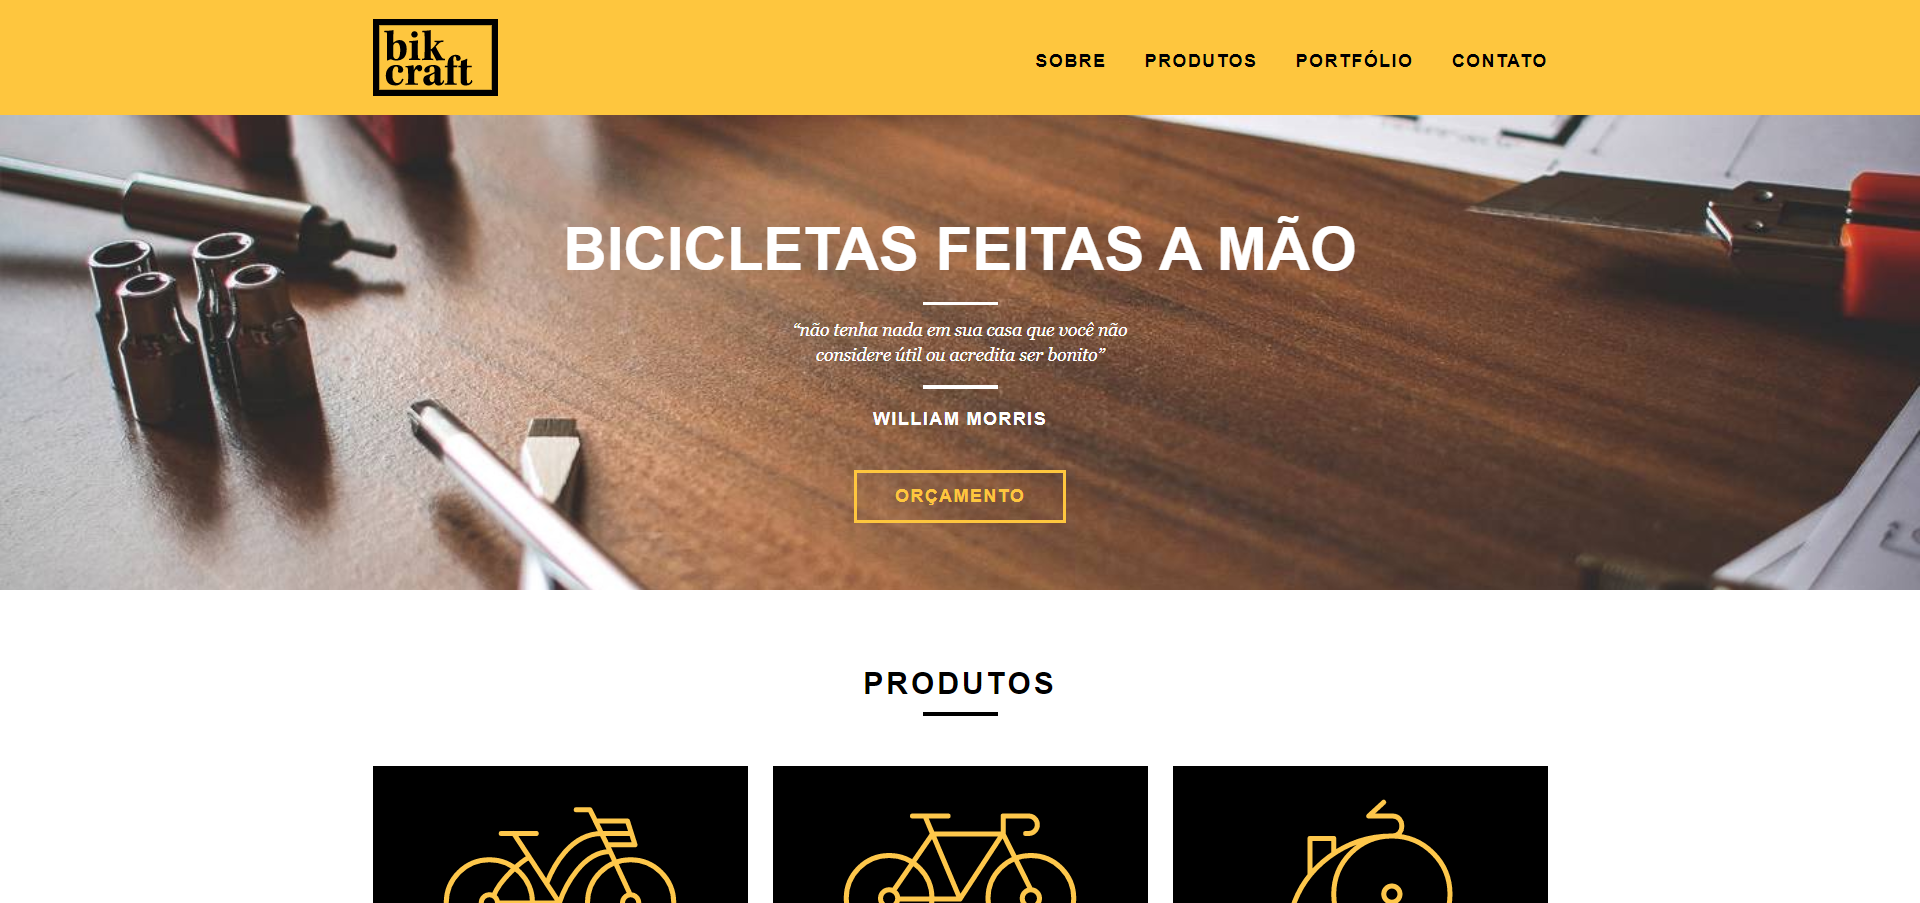 bik
craft
SOBRE PRODUTOS PORTFÓLIO CONTATO
BICICLETAS FEITAS A MÃO
“não tenha nada em sua casa que você não
considere útil ou acredita ser bonito”
WILLIAM MORRIS
ORÇAMENTO
PRODUTOS